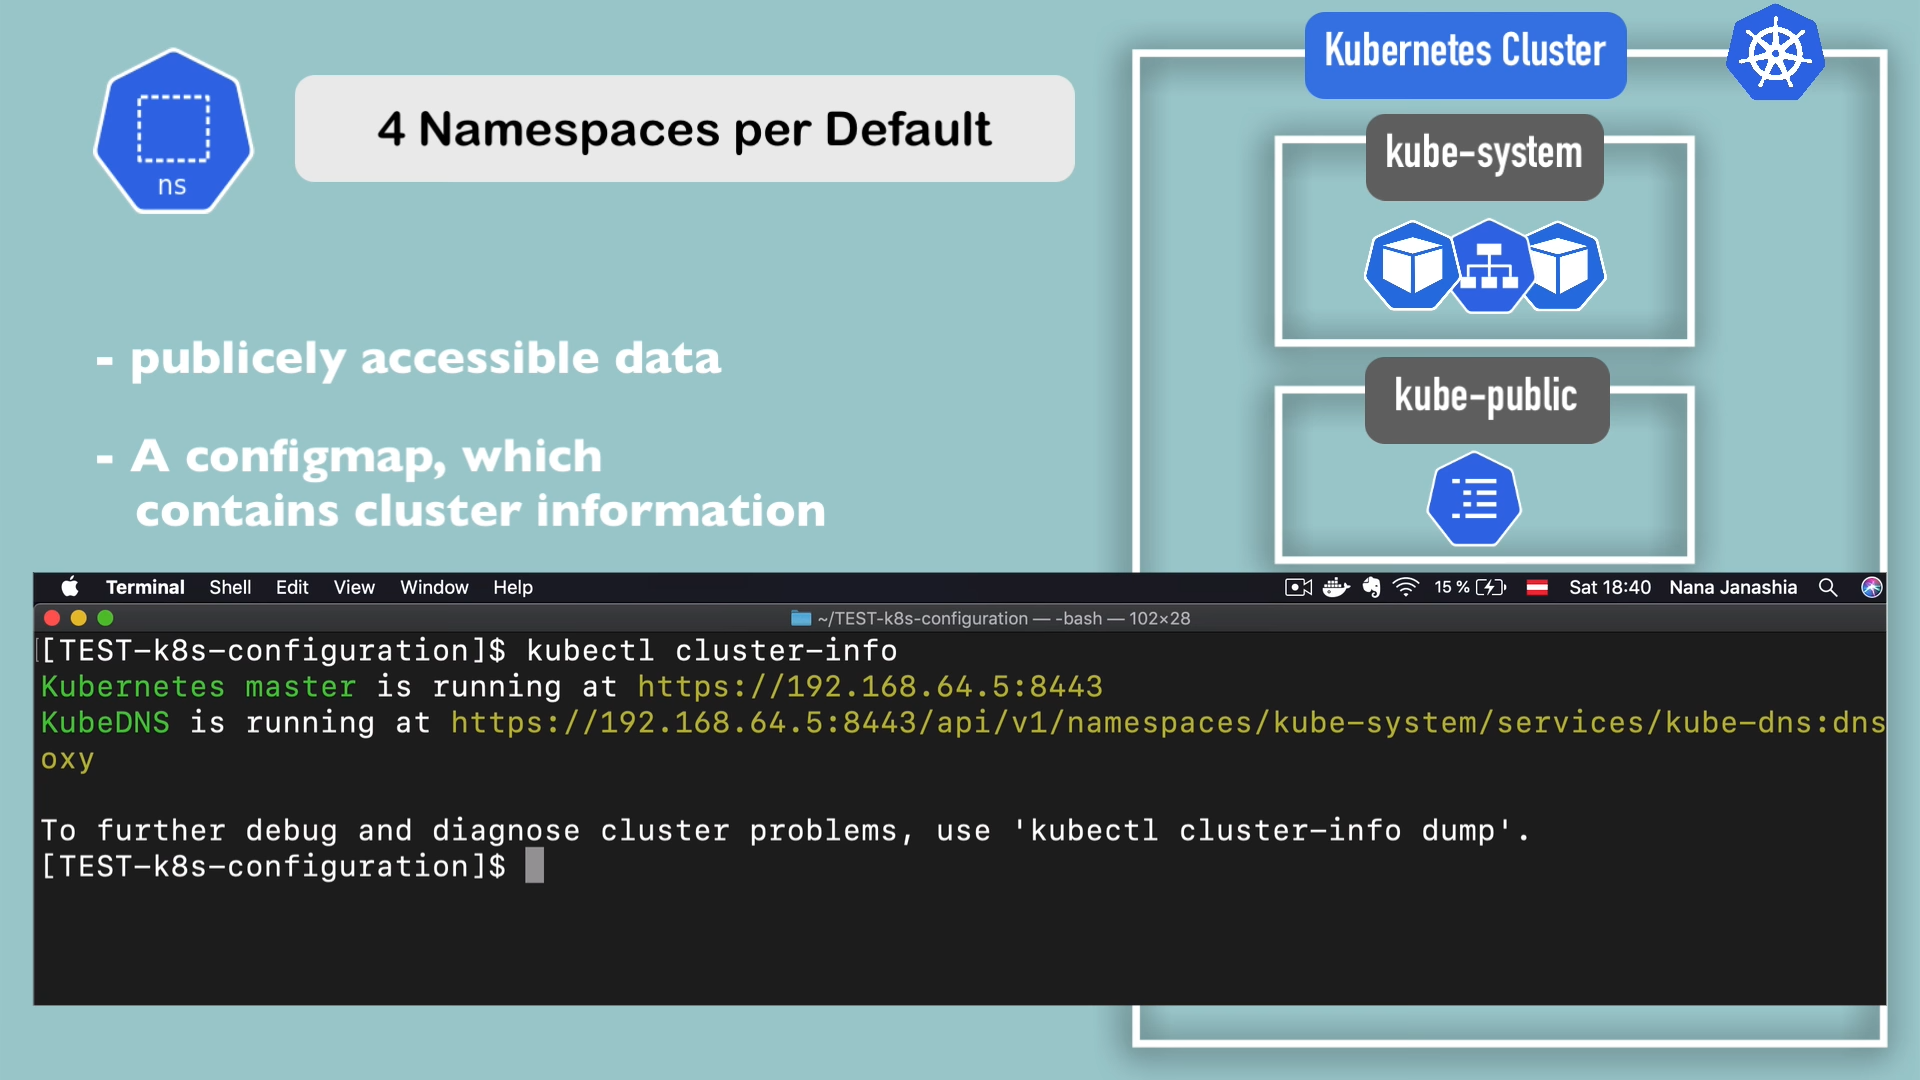 Kubernetes Cluster
4 Namespaces per Default
ns
kube-system
- publicely accessible data
kube-public
- A configmap, which
contains cluster information
Terminal Shell Edit View Window Help 15 % Sat 18:40 Nana Janashia
~/TEST-k8s-configuration — -bash — 102×28
[[TEST-k8s-configuration]$ kubectl cluster-info
Kubernetes master is running at https://192.168.64.5:8443
KubeDNS is running at https://192.168.64.5:8443/api/v1/namespaces/kube-system/services/kube-dns:dns
oxy
To further debug and diagnose cluster problems, use 'kubectl cluster-info dump'.
[TEST-k8s-configuration]$